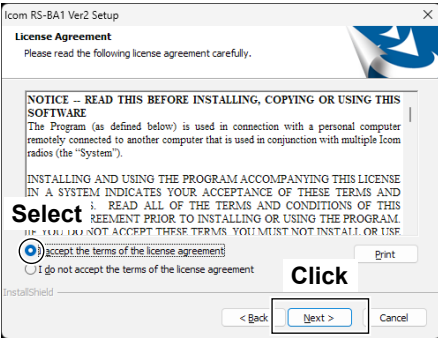 Icom RS-BA1 Ver2 Setup
License Agreement
Please read the following license agreement carefully.
NOTICE -- READ THIS BEFORE INSTALLING, COPYING OR USING THIS
SOFTWARE
The Program (as defined below) is used in connection with a personal computer
remotely connected to another computer that is used in conjunction with multiple Icom
radios (the “System”).
INSTALLING AND USING THE PROGRAM ACCOMPANYING THIS LICENSE
IN A SYSTEM INDICATES YOUR ACCEPTANCE OF THESE TERMS AND
READ ALL OF THE TERMS AND CONDITIONS OF THIS
Select
PRIOR TO INSTALLING OR USING THE PROGRAM.
IF YOU DO NOT ACCEPT THESE TERMS, YOU MUST NOT INSTALL OR USE
accept the terms of the license agreement
Print
I do not accept the terms of the license agreement
Click
InstallShield
< Back
Next >
Cancel